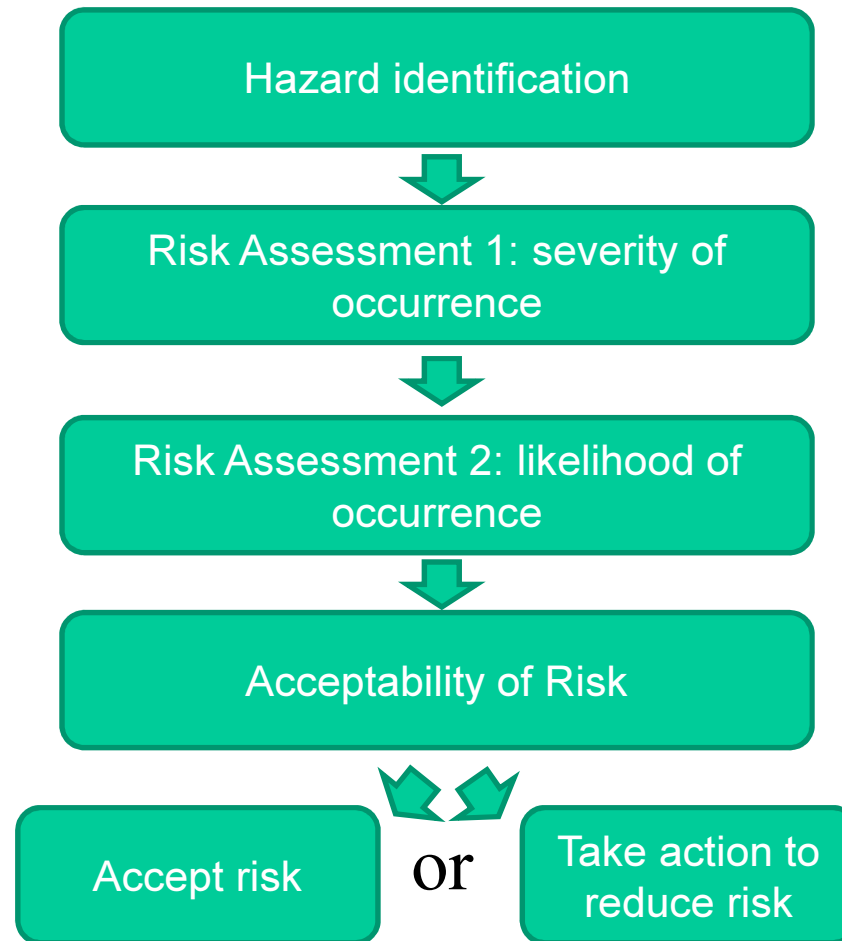 Hazard identification
Risk Assessment 1: severity of
occurrence
Risk Assessment 2: likelihood of
occurrence
Acceptability of Risk
Accept risk
or
Take action to
reduce risk